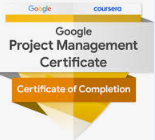 Google coursera
Google
Project Management
Certificate
Certificate of Completion